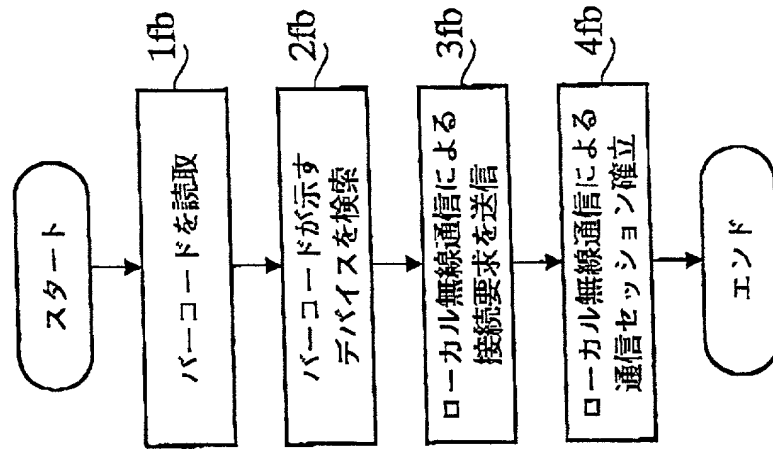 スタート
バーコードを読取
1fb
バーコードが示す
デバイスを検索
2fb
ローカル無線通信による
接続要求を送信
3fb
ローカル無線通信による
通信セッション確立
4fb
エンド